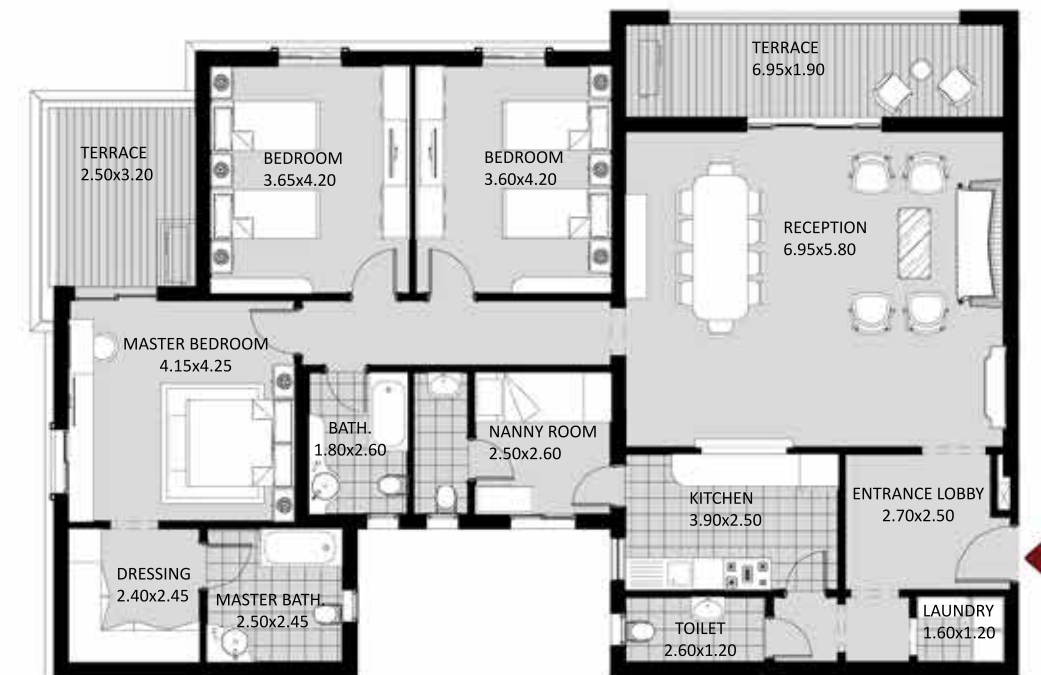 TERRACE
6.95x1.90
TERRACE
2.50x3.20
BEDROOM
3.65x4.20
BEDROOM
3.60x4.20
RECEPTION
6.95x5.80
MASTER BEDROOM
4.15x4.25
BATH.
1.80x2.60
NANNY ROOM
2.50x2.60
KITCHEN
3.90x2.50
ENTRANCE LOBBY
2.70x2.50
DRESSING
2.40x2.45
MASTER BATH.
2.50x2.45
TOILET
2.60x1.20
LAUNDRY
1.60x1.20